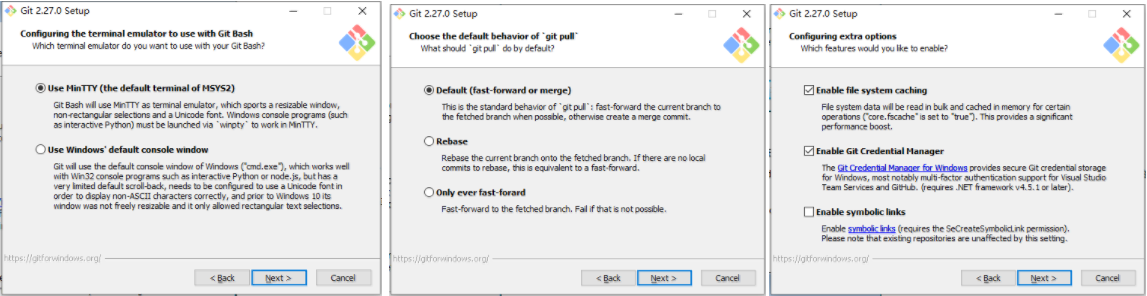 Git 2.27.0 Setup
Configuring the terminal emulator to use with Git Bash
Which terminal emulator do you want to use with your Git Bash?
Use MinTTY (the default terminal of MSYS2)
Git Bash will use MinTTY as terminal emulator, which sports a resizable window,
non-rectangular selections and a Unicode font. Windows console programs (such
as interactive Python) must be launched via `winpty` to work in MinTTY.
Use Windows' default console window
Git will use the default console window of Windows ("cmd.exe"), which works well
with Win32 console programs such as interactive Python or node.js, but has a
very limited default scroll-back, needs to be configured to use a Unicode font in
order to display non-ASCII characters correctly, and prior to Windows 10 its
window was not freely resizable and it only allowed rectangular text selections.
https://gitforwindows.org/
< Back
Next >
Cancel
Git 2.27.0 Setup
Choose the default behavior of `git pull`
What should `git pull` do by default?
Default (fast-forward or merge)
This is the standard behavior of `git pull`: fast-forward the current branch to
the fetched branch when possible, otherwise create a merge commit.
Rebase
Rebase the current branch onto the fetched branch. If there are no local
commits to rebase, this is equivalent to a fast-forward.
Only ever fast-forard
Fast-forward to the fetched branch. Fail if that is not possible.
https://gitforwindows.org/
< Back
Next >
Cancel
Git 2.27.0 Setup
Configuring extra options
Which features would you like to enable?
Enable file system caching
File system data will be read in bulk and cached in memory for certain
operations ("core.fscache" is set to "true"). This provides a significant
performance boost.
Enable Git Credential Manager
The Git Credential Manager for Windows provides secure Git credential storage
for Windows, most notably multi-factor authentication support for Visual Studio
Team Services and GitHub. (requires .NET framework v4.5.1 or later).
Enable symbolic links
Enable symbolic links (requires the SeCreateSymbolicLink permission).
Please note that existing repositories are unaffected by this setting.
https://gitforwindows.org/
< Back
Next >
Cancel